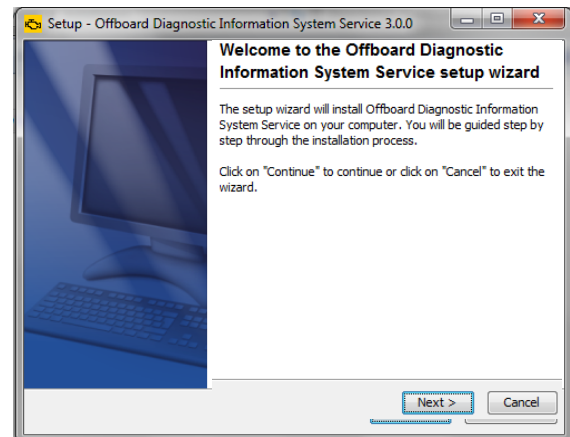 Setup - Offboard Diagnostic Information System Service 3.0.0
Welcome to the Offboard Diagnostic
Information System Service setup wizard
The setup wizard will install Offboard Diagnostic Information
System Service on your computer. You will be guided step by
step through the installation process.
Click on "Continue" to continue or click on "Cancel" to exit the
wizard.
Next >
Cancel